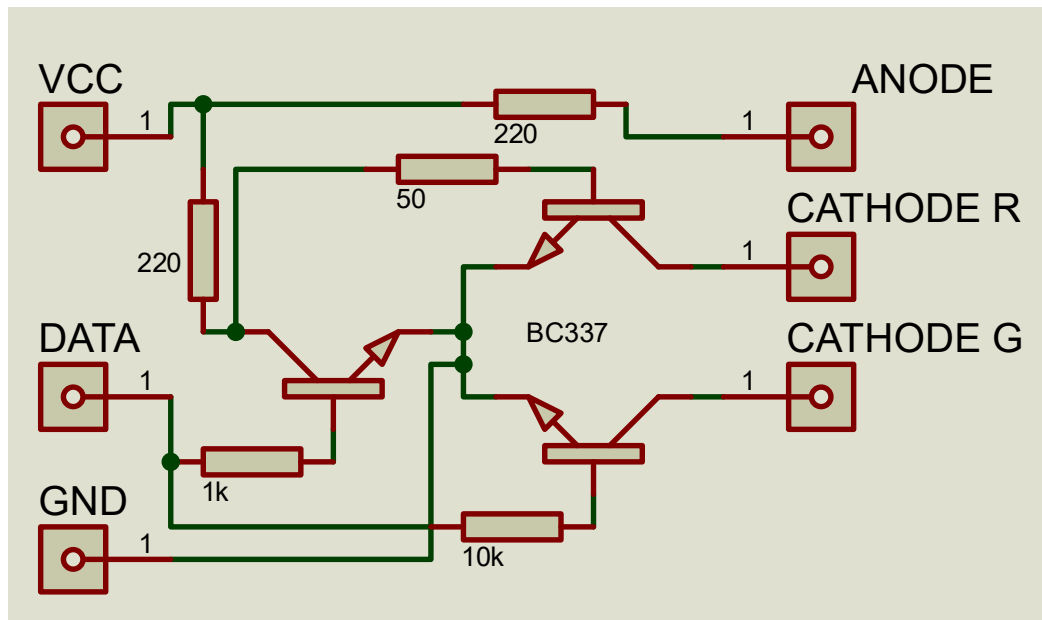 VCC
ANODE
1
1
220
50
CATHODE R
1
220
BC337
DATA
CATHODE G
1
1
1k
GND
1
10k